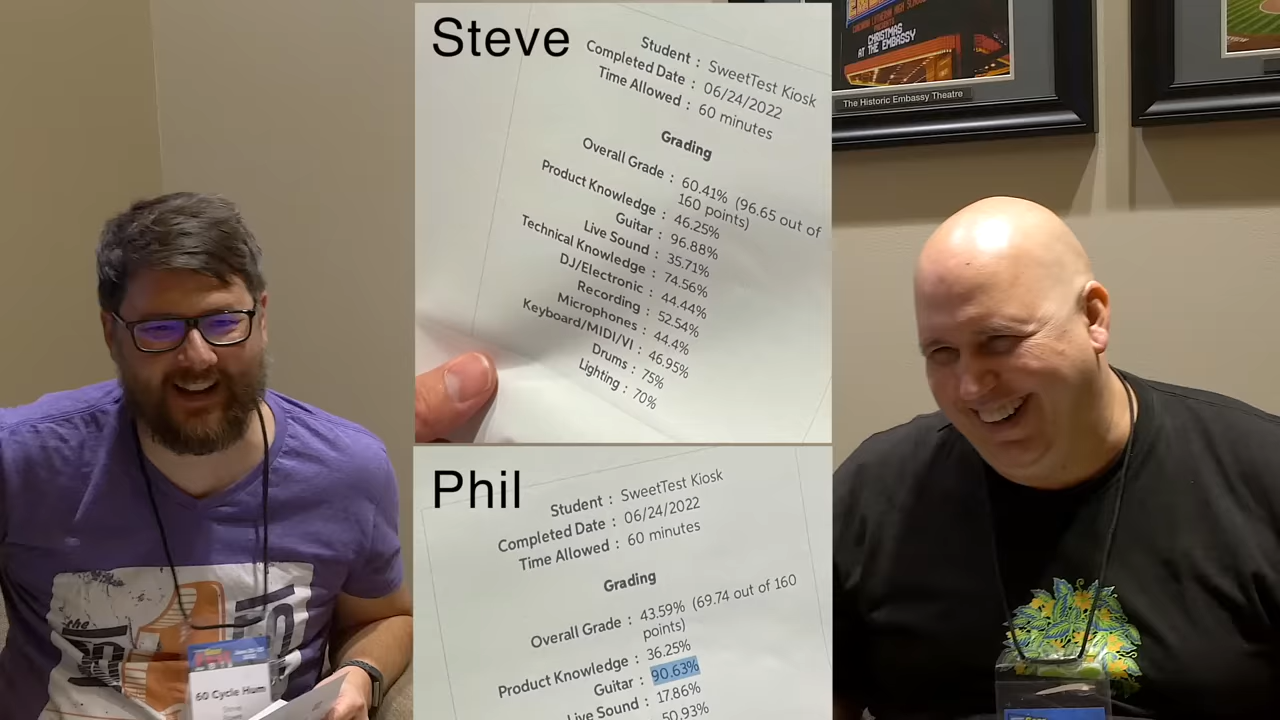 Steve
Student : SweetTest Kiosk
Completed Date : 06/24/2022
Time Allowed : 60 minutes
Grading
Overall Grade : 60.41% (96.65 out of
160 points)
Product Knowledge : 46.25%
Guitar : 96.88%
Live Sound : 35.71%
Technical Knowledge : 74.56%
DJ/Electronic : 44.44%
Recording : 52.54%
Microphones : 44.4%
Keyboard/MIDI/VI : 46.95%
Drums : 75%
Lighting : 70%
Phil
Student : SweetTest Kiosk
Completed Date : 06/24/2022
Time Allowed : 60 minutes
Grading
Overall Grade : 43.59% (69.74 out of 160
points)
Product Knowledge : 36.25%
Guitar : 90.63%
Live Sound : 17.86%
50.93%
CHRISTMAS
AT THE EMBASSY
The Historic Embassy Theatre
the
60 Cycle Hum